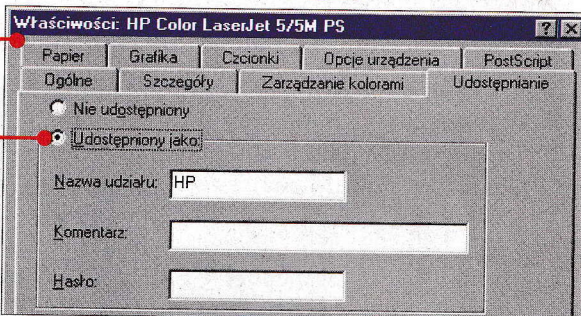 Właściwości: HP Color LaserJet 5/5M PS
Papier Grafika Czcionki Opcje urządzenia PostScript
Ogólne Szczegóły Zarządzanie kolorami Udostępnianie
Nie udostępniony
Udostępniony jako:
Nazwa udziału: HP
Komentarz:
Hasło: